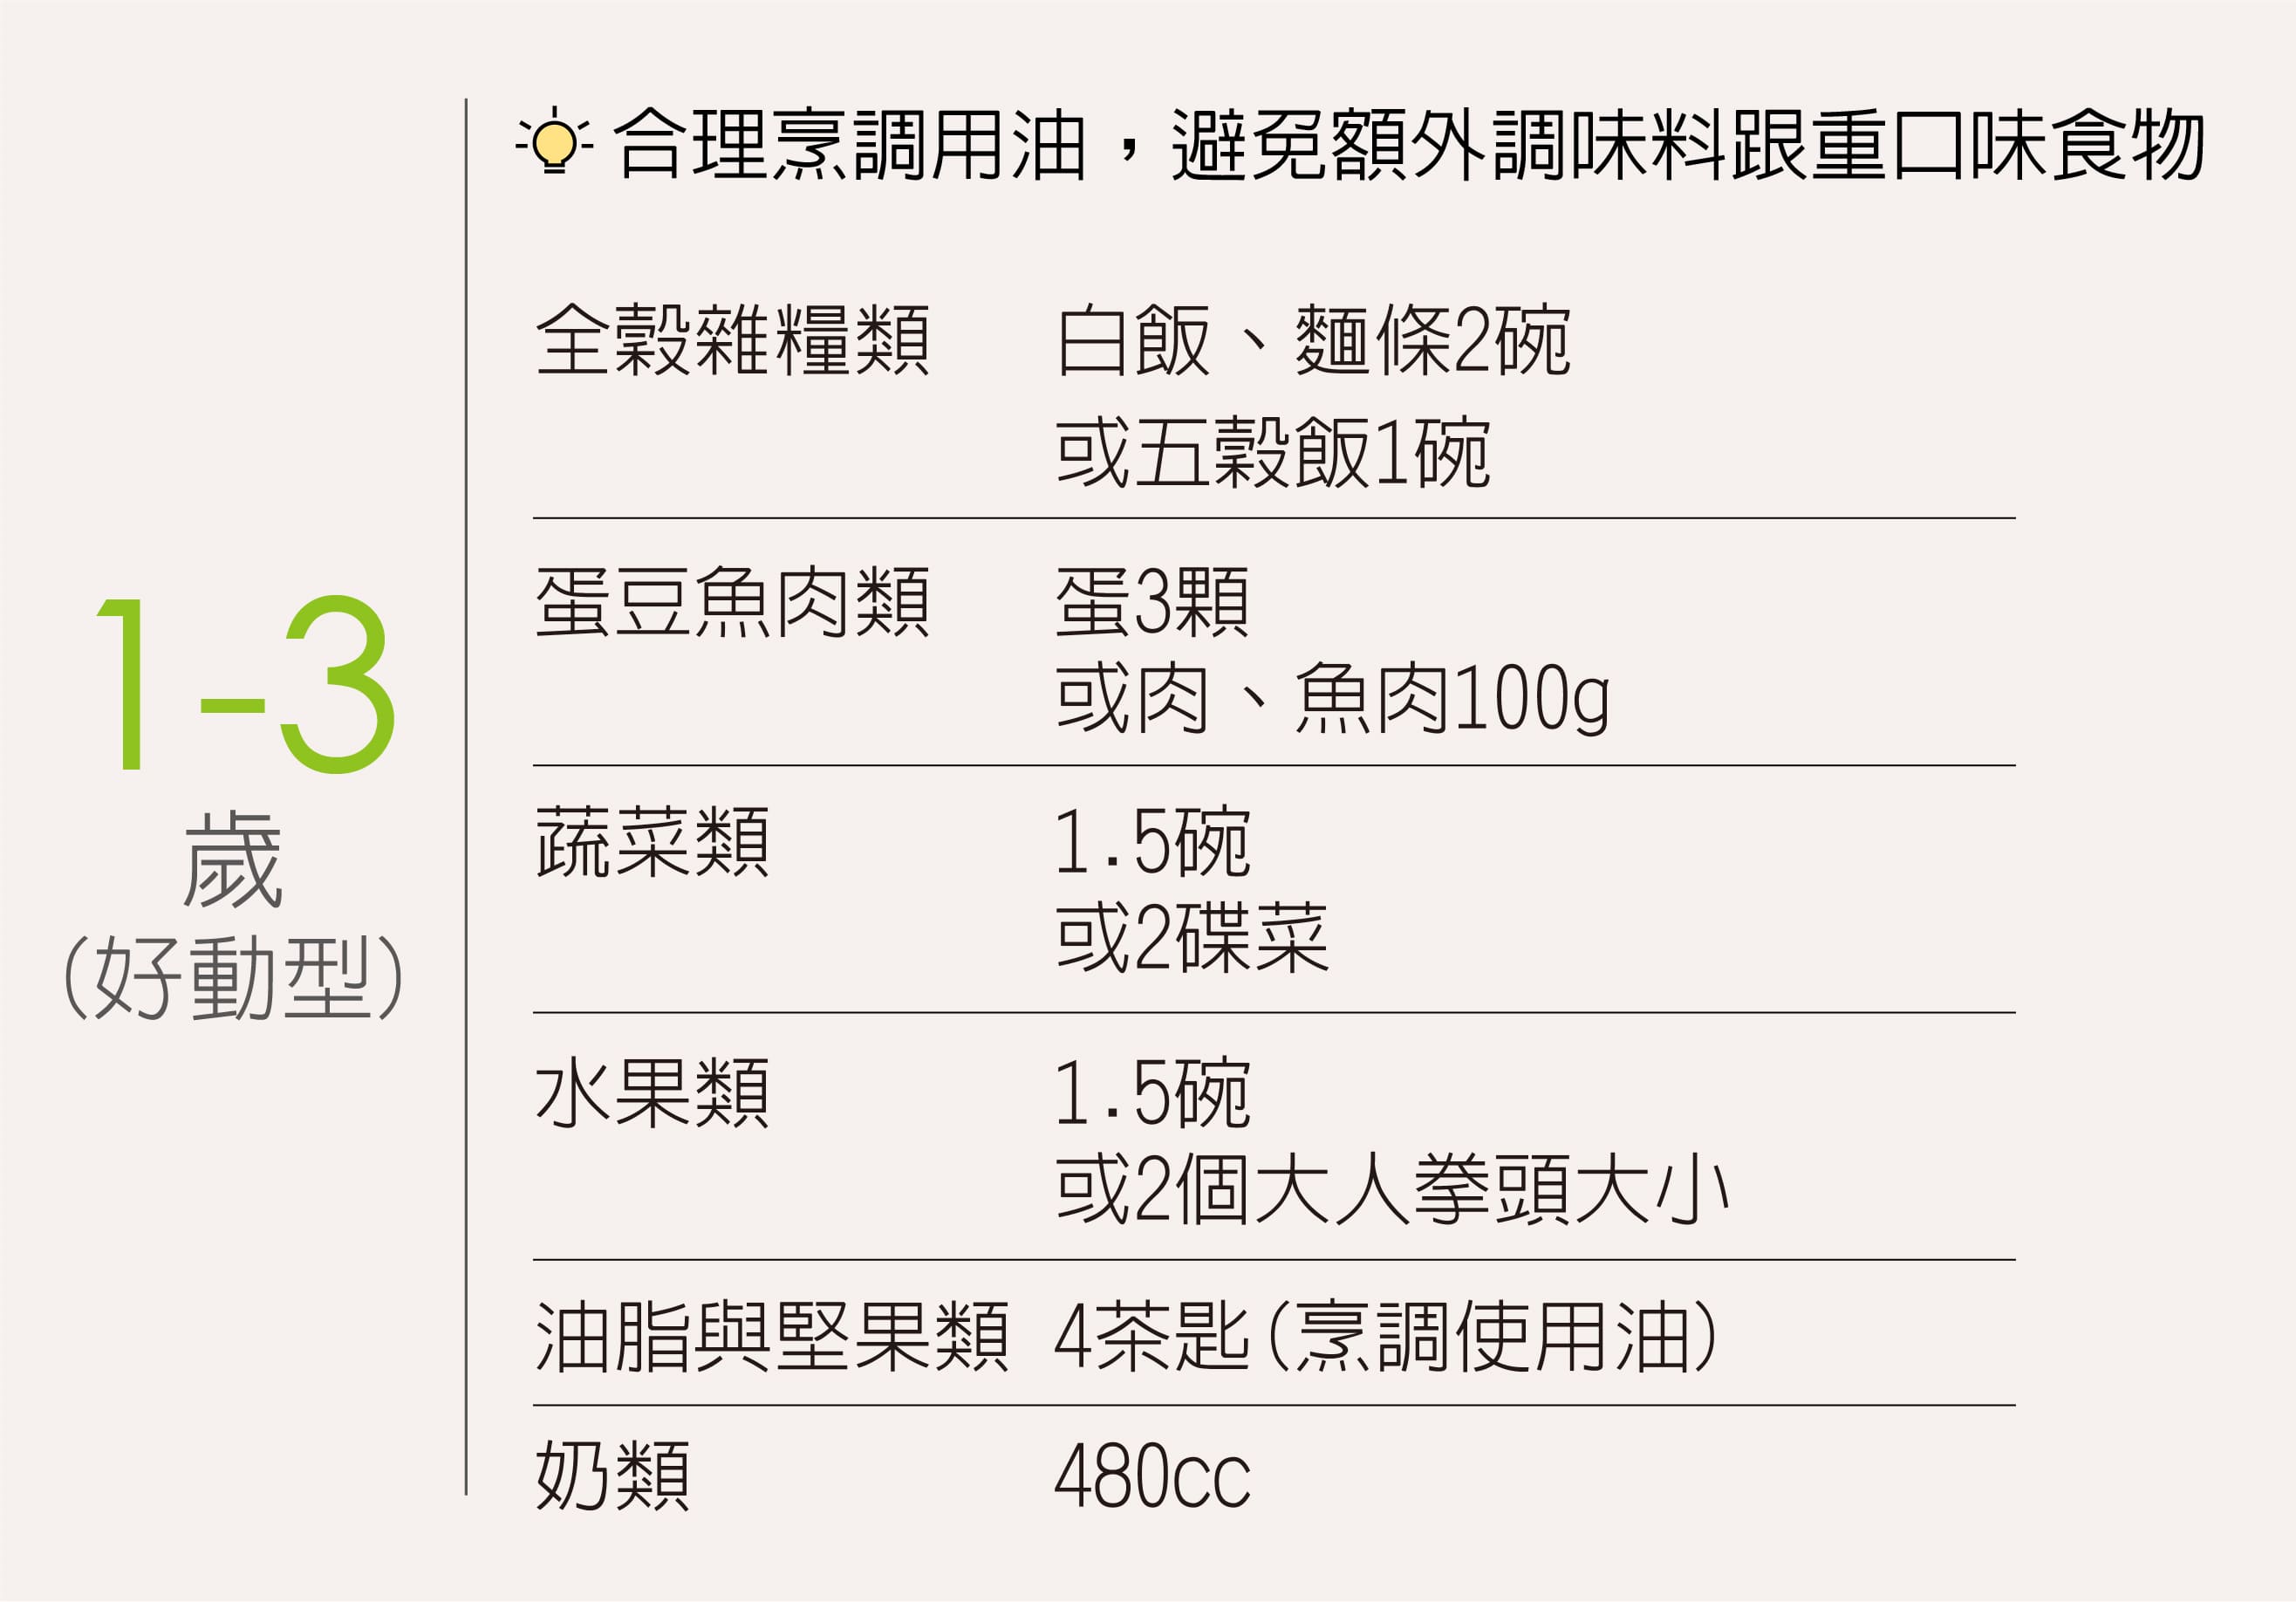 合理烹調用油，避免額外調味料跟重口味食物
1-3
歲
(好動型)
全穀雜糧類 白飯、麵條2碗
或五穀飯1碗
蛋豆魚肉類 蛋3顆
或肉、魚肉100g
蔬菜類 1.5碗
或2碟菜
水果類 1.5碗
或2個大人拳頭大小
油脂與堅果類 4茶匙(烹調使用油)
奶類 480cc